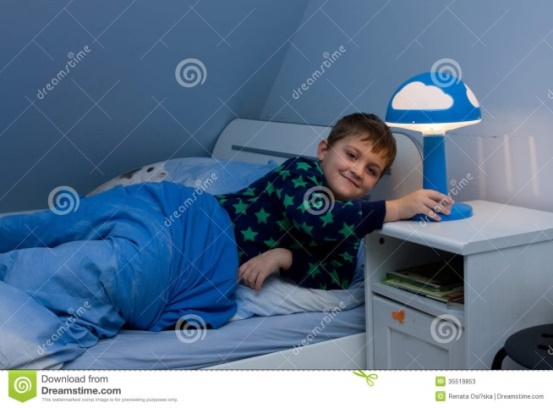 dreamstime
dreamstime
dreamstime
dreamstime
dreamstime
Download from
Dreamstime.com
This watermarked comp image is for previewing purposes only.
35519853
Renata Osińska | Dreamstime.com